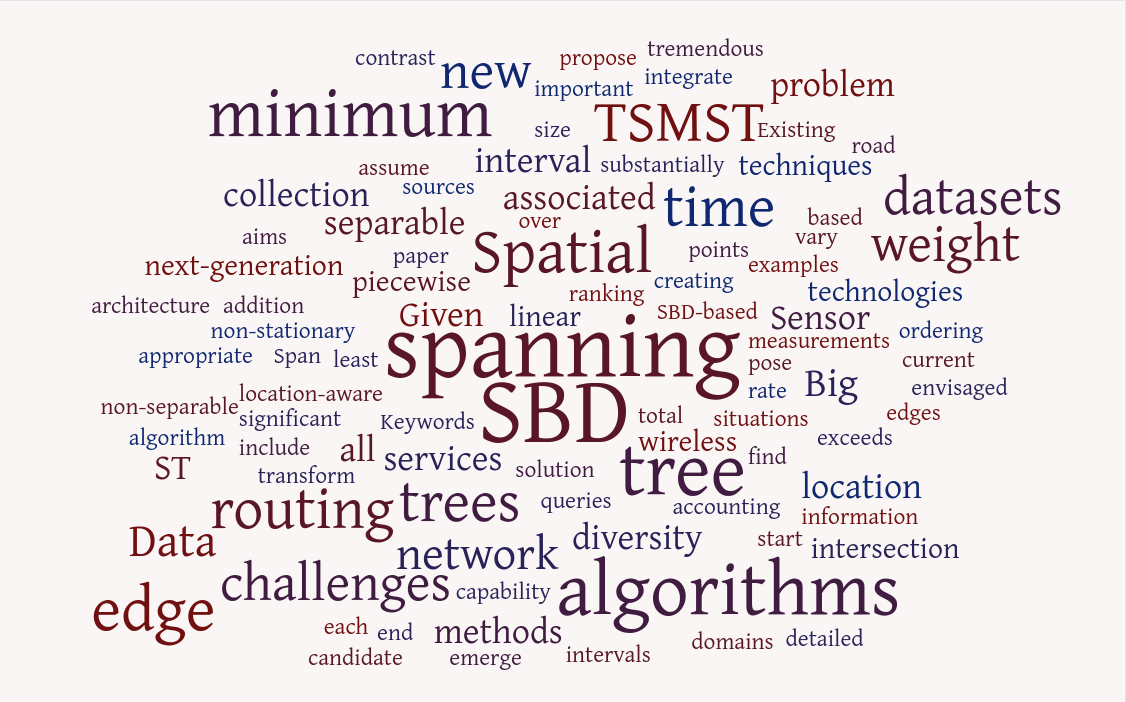 tremendous
contrast new propose integrate
important problem
minimum TSMST Existing
size road
assume interval substantially techniques
collection sources associated time datasets
separable over based
aims paper Spatial points vary weight
next-generation piecewise ranking creating examples technologies
architecture addition Given linear SBD-based Sensor
non-stationary ordering
appropriate Span least spanning measurements current
pose
location-aware rate Big envisaged
non-separable significant Keywords SBD total situations edges
algorithm include all wireless exceeds
ST transform services solution tree find
routing trees queries accounting location
information
Data network diversity start intersection
challenges capability algorithms
edge each end methods domains detailed
candidate emerge intervals